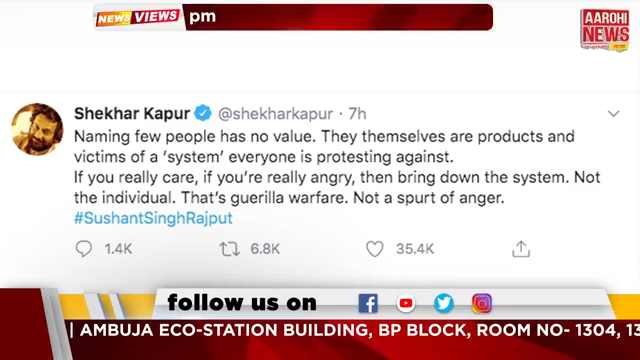 NEWS VIEWS pm
AAROHI
NEWS
Shekhar Kapur @shekharkapur · 7h
Naming few people has no value. They themselves are products and
victims of a 'system' everyone is protesting against.
If you really care, if you're really angry, then bring down the system. Not
the individual. That's guerilla warfare. Not a spurt of anger.
#SushantSinghRajput
1.4K 6.8K 35.4K
follow us on
| AMBUJA ECO-STATION BUILDING, BP BLOCK, ROOM NO- 1304, 13